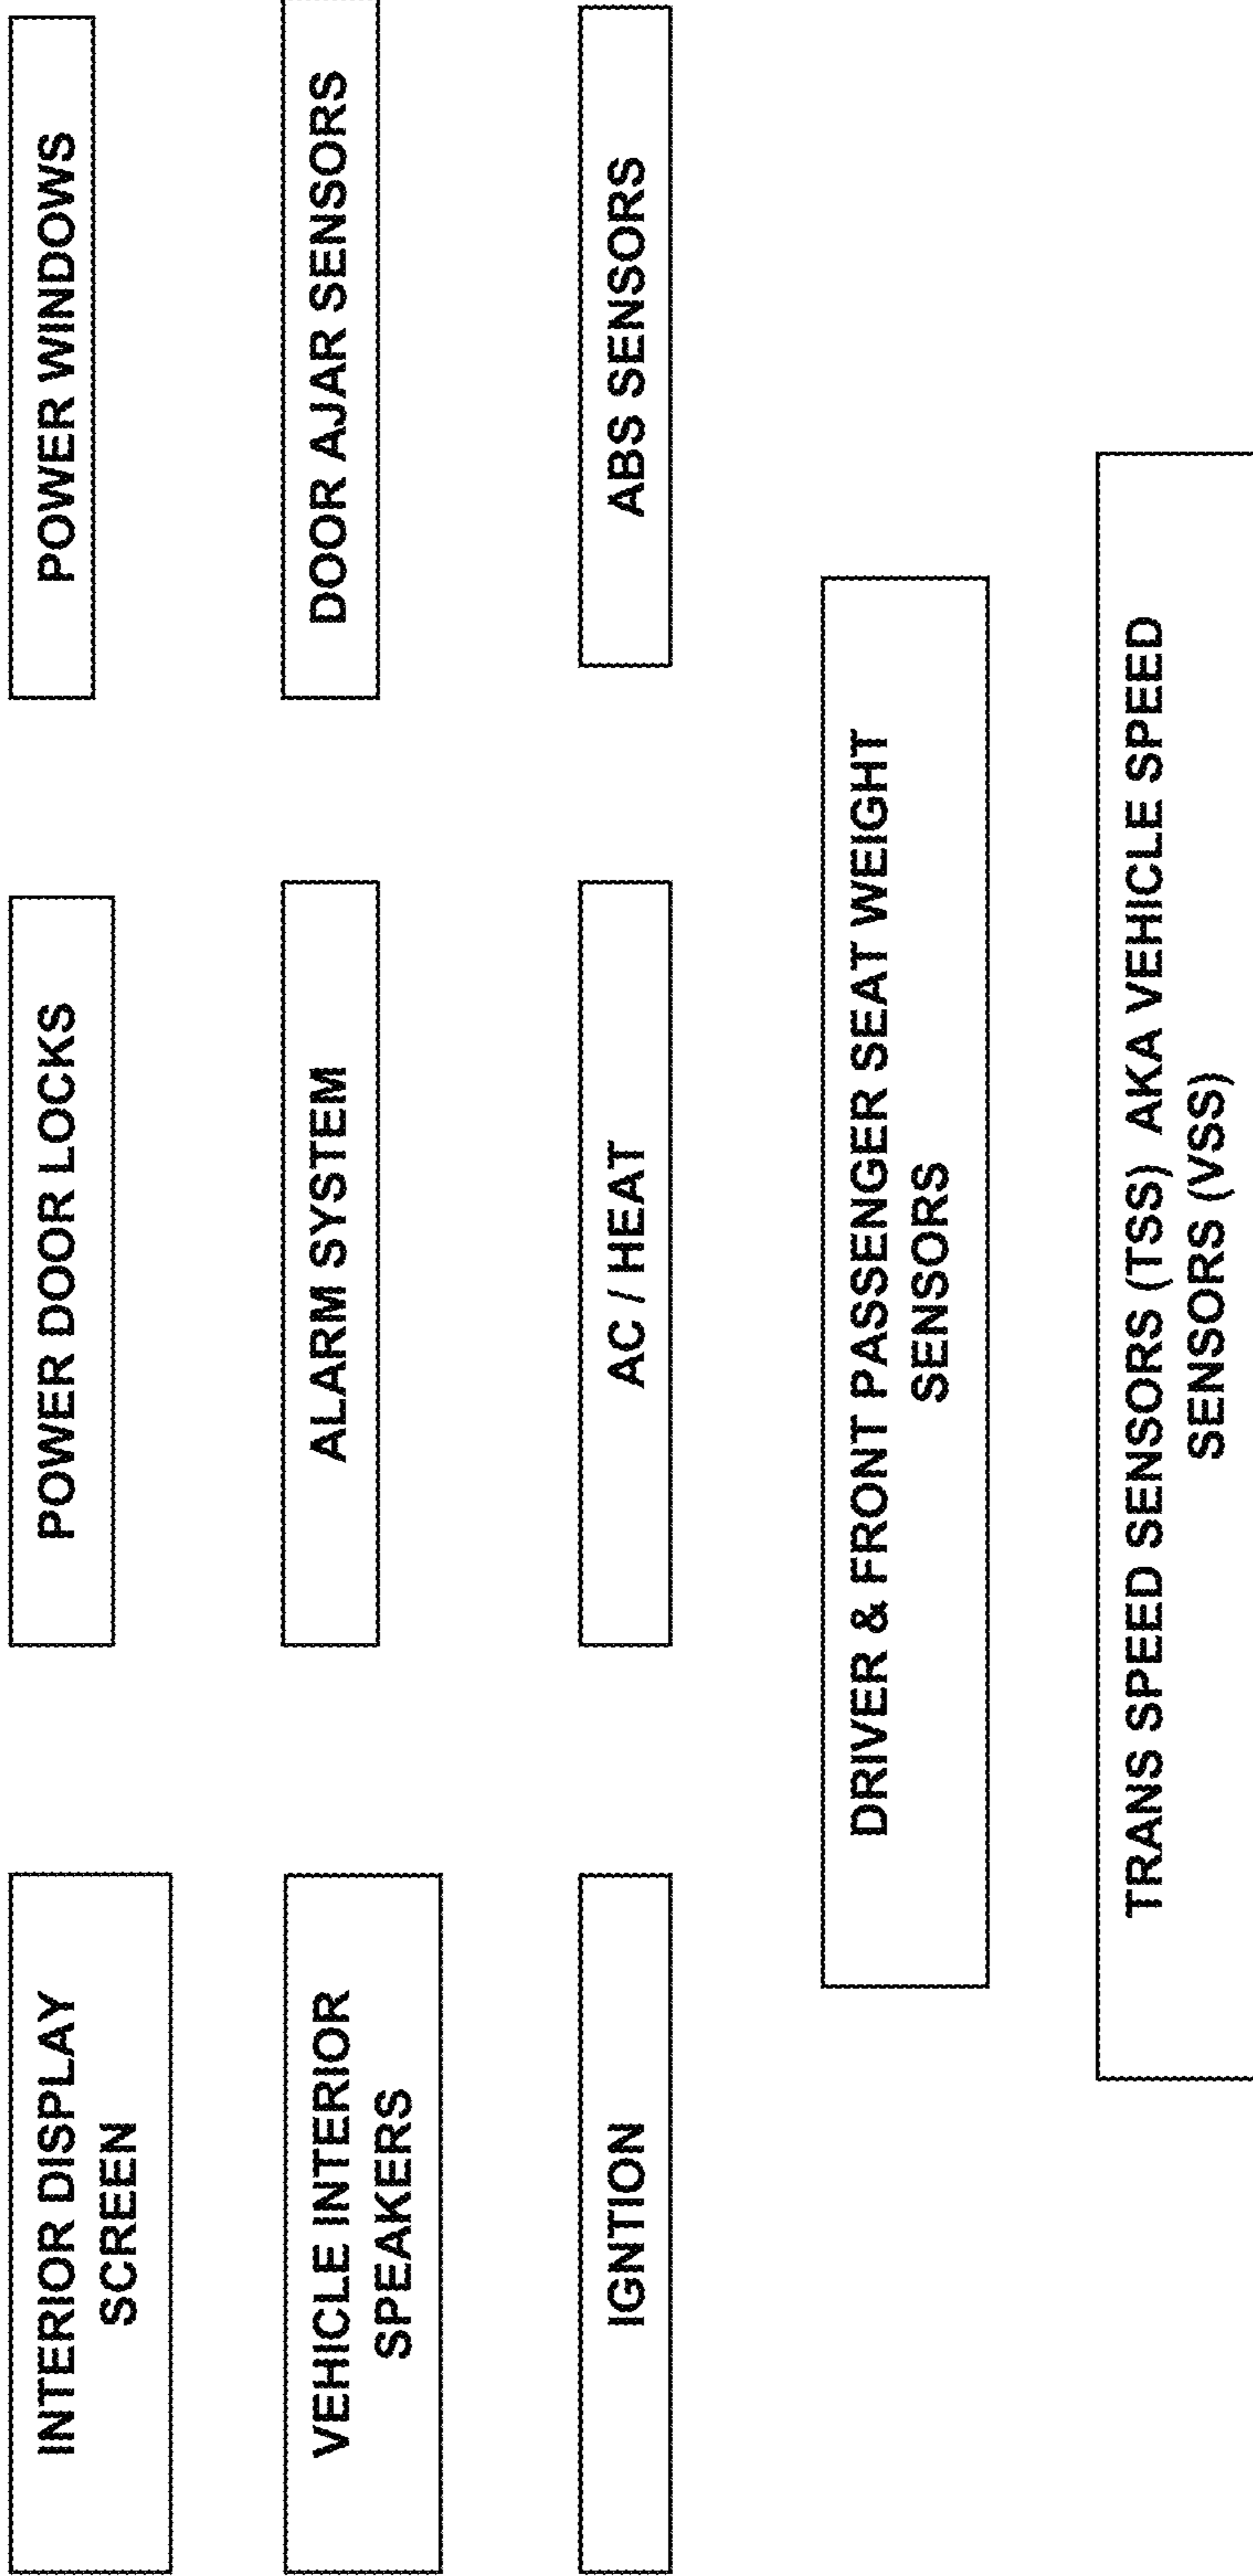 INTERIOR DISPLAY
SCREEN
POWER DOOR LOCKS
POWER WINDOWS
VEHICLE INTERIOR
SPEAKERS
ALARM SYSTEM
DOOR AJAR SENSORS
IGNTION
AC / HEAT
ABS SENSORS
DRIVER & FRONT PASSENGER SEAT WEIGHT
SENSORS
TRANS SPEED SENSORS (TSS) AKA VEHICLE SPEED
SENSORS (VSS)